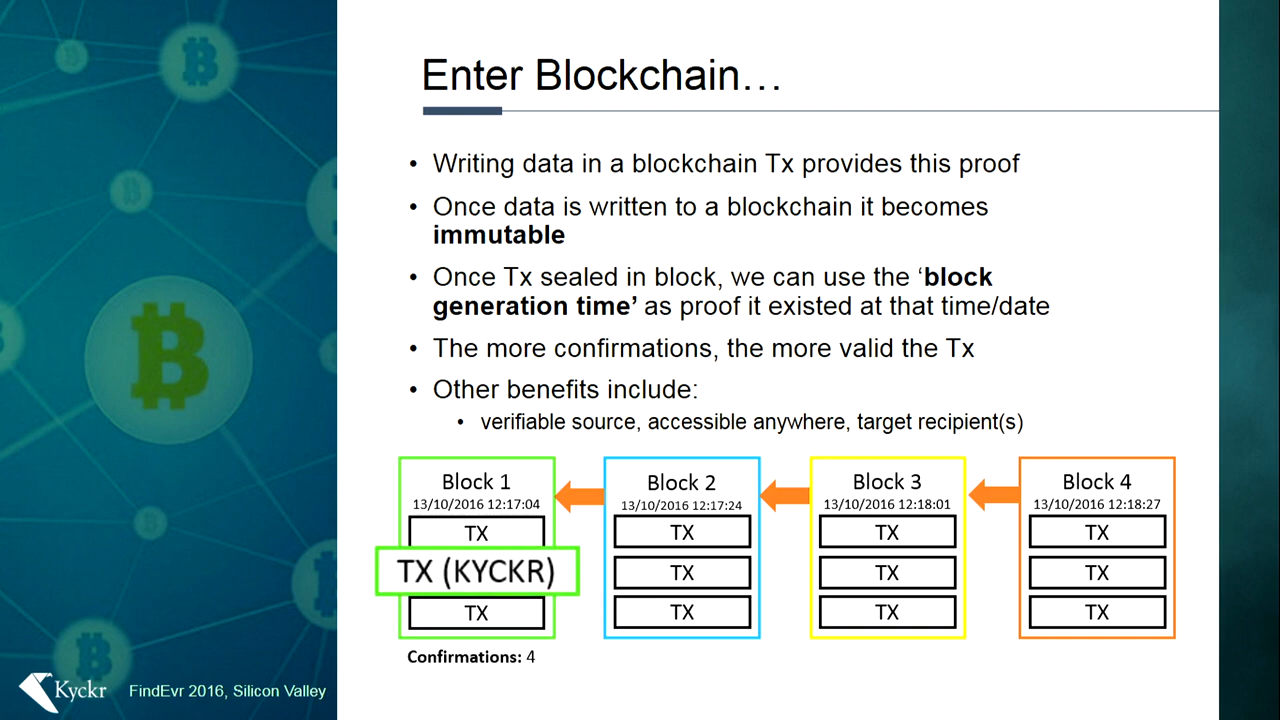 Enter Blockchain…
• Writing data in a blockchain Tx provides this proof
• Once data is written to a blockchain it becomes
immutable
• Once Tx sealed in block, we can use the ‘block
generation time’ as proof it existed at that time/date
• The more confirmations, the more valid the Tx
• Other benefits include:
• verifiable source, accessible anywhere, target recipient(s)
Block 1
13/10/2016 12:17:04
TX
TX (KYCKR)
TX
Block 2
13/10/2016 12:17:24
TX
TX
TX
Block 3
13/10/2016 12:18:01
TX
TX
TX
Block 4
13/10/2016 12:18:27
TX
TX
TX
Confirmations: 4
Kyckr
FindEvr 2016, Silicon Valley